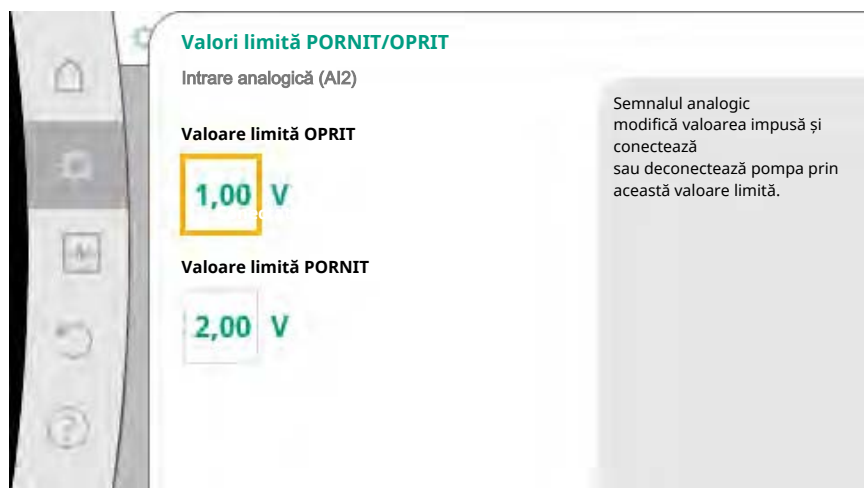 Valori limită PORNIT/OPRIT
Intrare analogică (AI2)
Valoare limită OPRIT
1,00 V
Valoare limită PORNIT
2,00 V
Semnalul analogic
modifică valoarea impusă și
conectează
sau deconectează pompa prin
această valoare limită.